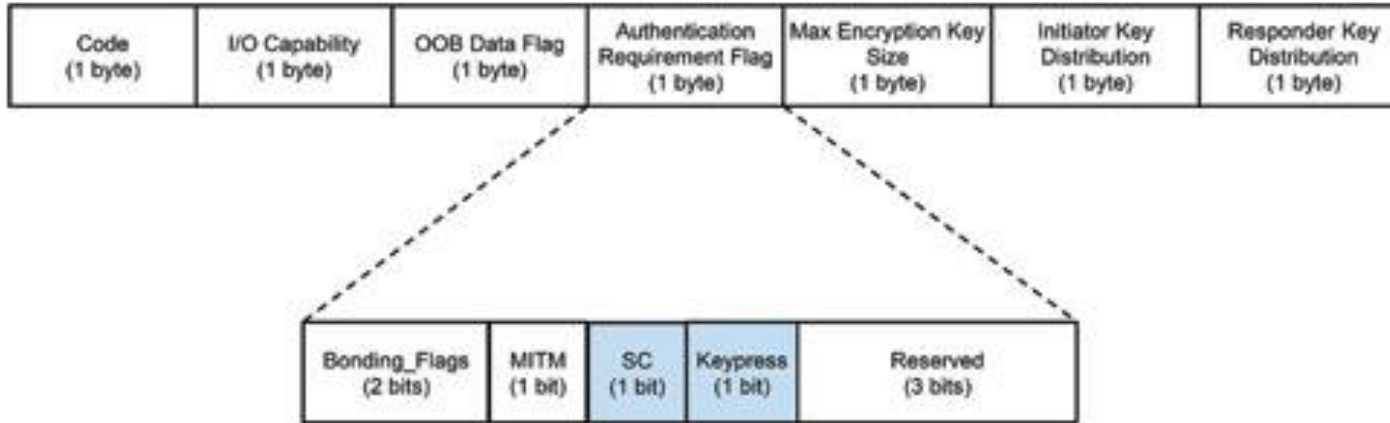 Code
(1 byte)
I/O Capability
(1 byte)
OOB Data Flag
(1 byte)
Authentication
Requirement Flag
(1 byte)
Max Encryption Key
Size
(1 byte)
Initiator Key
Distribution
(1 byte)
Responder Key
Distribution
(1 byte)
Bonding_Flags
(2 bits)
MITM
(1 bit)
SC
(1 bit)
Keypress
(1 bit)
Reserved
(3 bits)